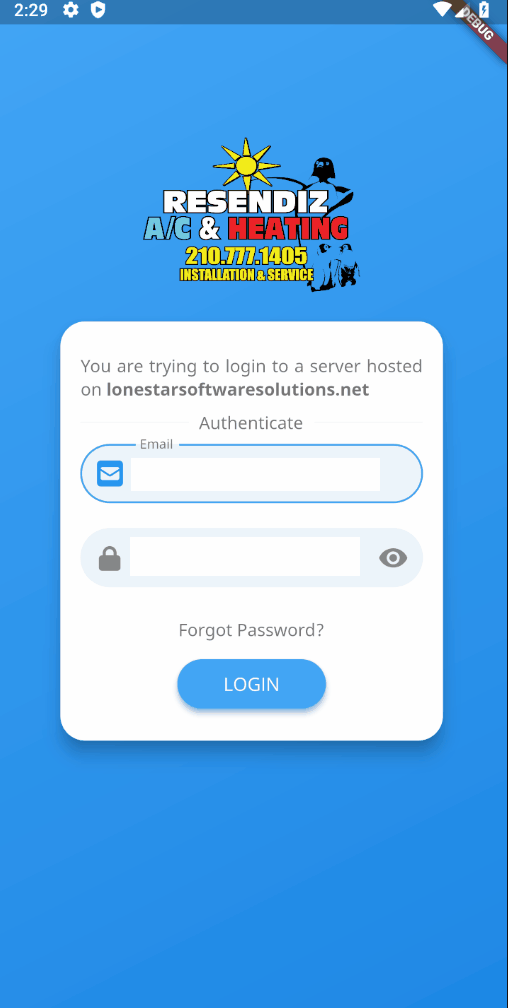 2:29
DEBUG
RESENDIZ
A/C & HEATING
210.777.1405
INSTALLATION & SERVICE
You are trying to login to a server hosted
on lonestarsoftwaresolutions.net
Authenticate
Email
Forgot Password?
LOGIN